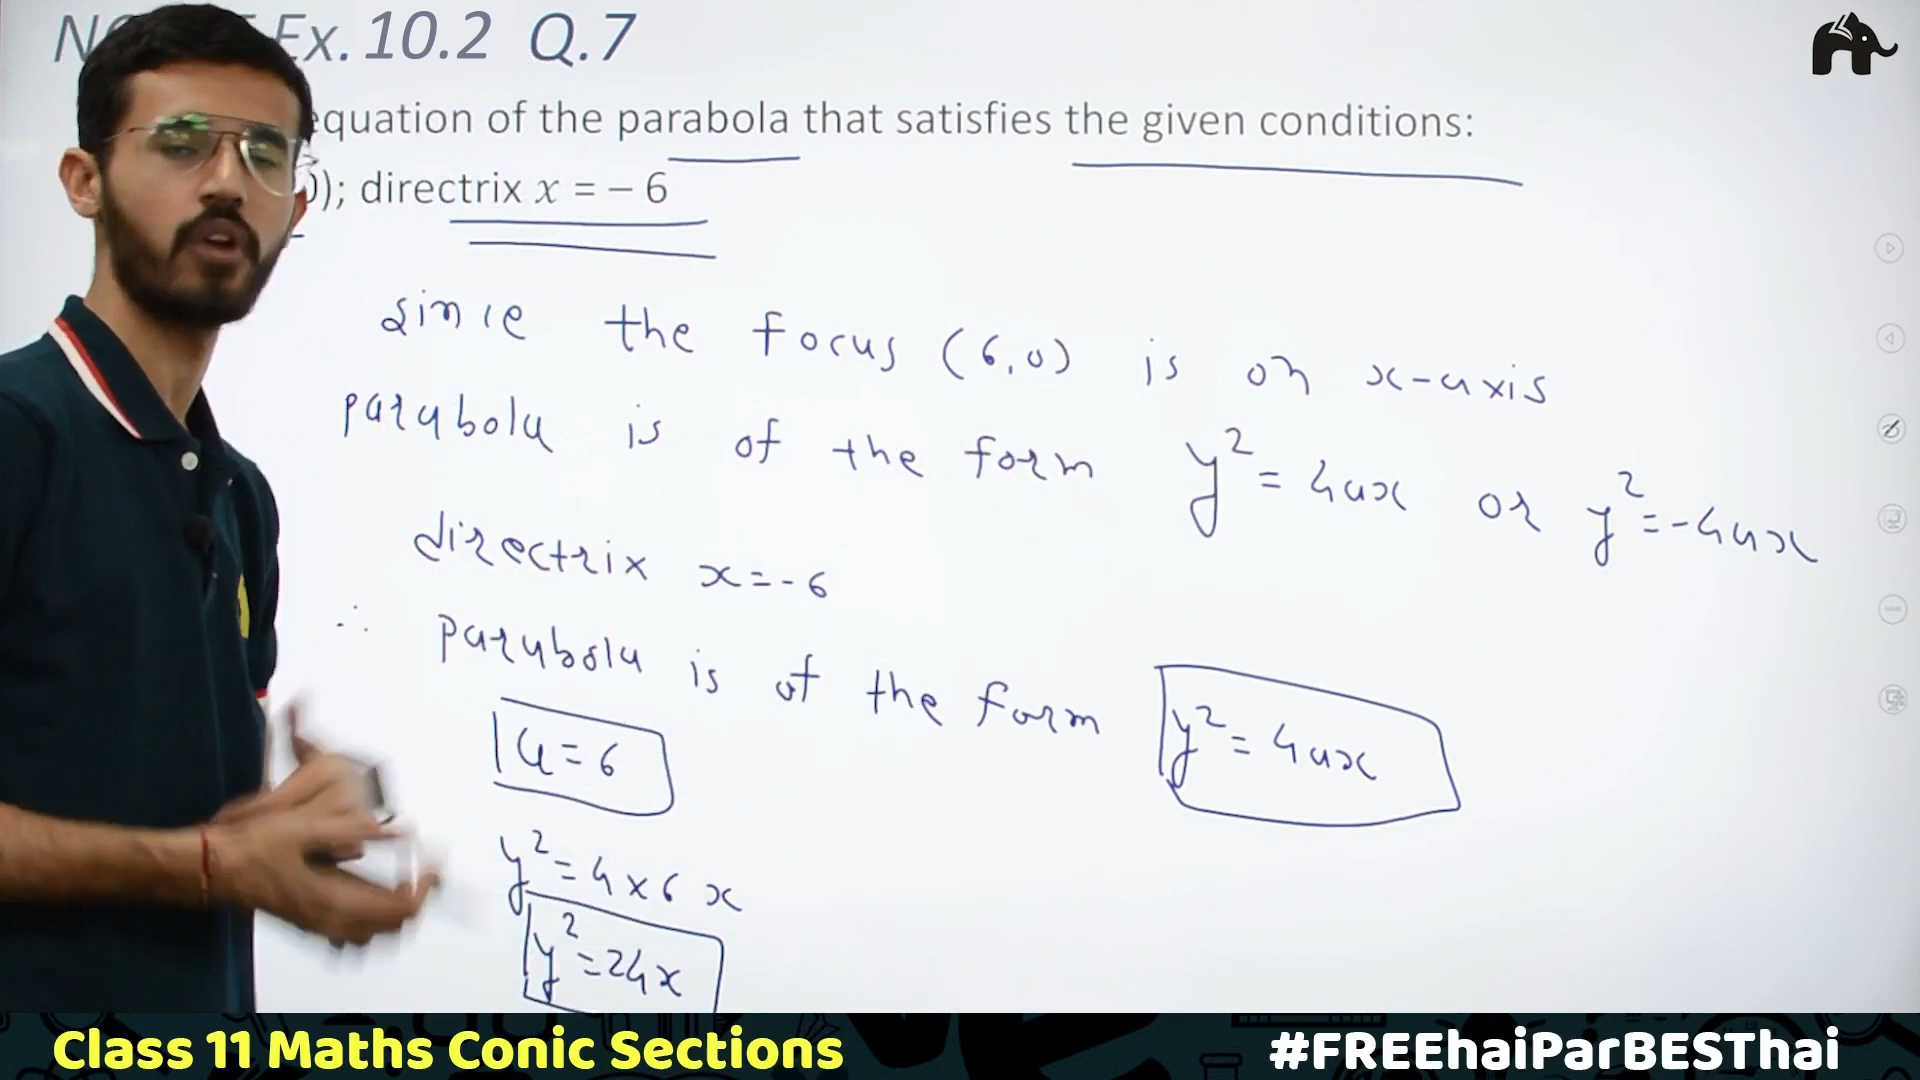 Ex. 10.2 Q.7
equation of the parabola that satisfies the given conditions:
0); directrix x = – 6
Since the focus (6,0) is on x-axis
parabola is of the form y² = 4ax or y² = -4ax
directrix x = -6
∴ parabola is of the form y² = 4ax
a = 6
y² = 4 × 6 x
y² = 24x
Class 11 Maths Conic Sections
#FREEhaiParBESThai